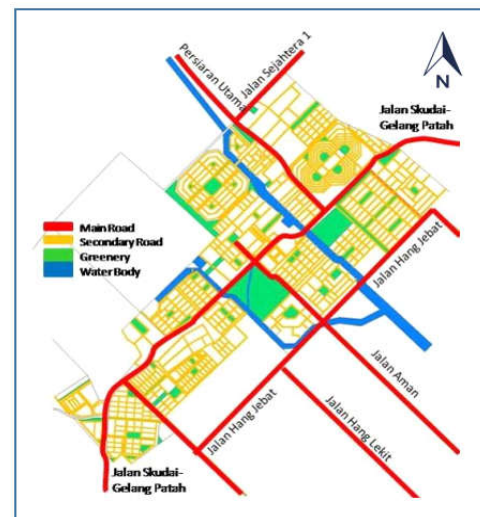 N
Persiaran Utama
Jalan Sejahtera 1
Jalan Skudai-
Gelang Patah
Main Road
Secondary Road
Greenery
Water Body
Jalan Hang Jebat
Jalan Aman
Jalan Hang Lekit
Jalan Hang Jebat
Jalan Skudai-
Gelang Patah